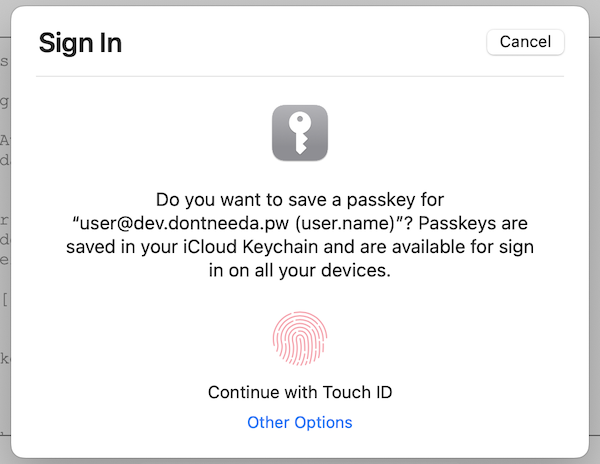 Sign In
Cancel
Do you want to save a passkey for
“user@dev.dontneeda.pw (user.name)”? Passkeys are
saved in your iCloud Keychain and are available for sign
in on all your devices.
Continue with Touch ID
Other Options